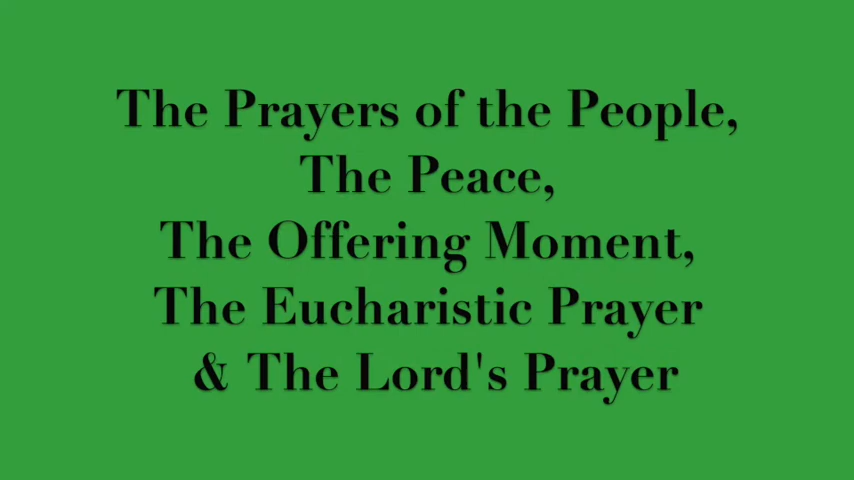 The Prayers of the People,
The Peace,
The Offering Moment,
The Eucharistic Prayer
& The Lord's Prayer